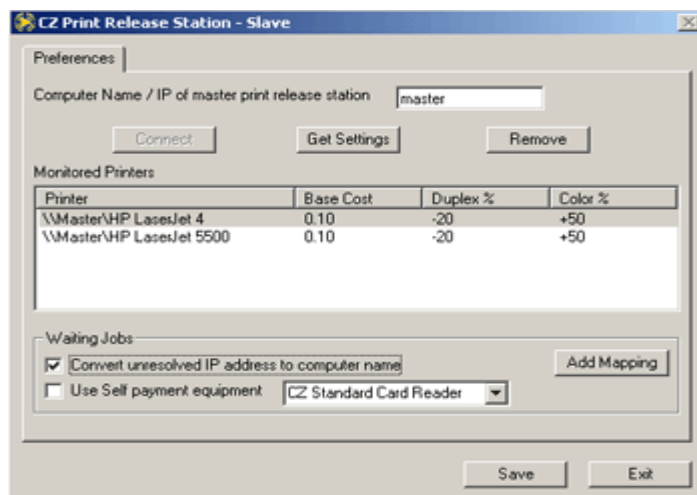 CZ Print Release Station - Slave
Preferences
Computer Name / IP of master print release station master
Connect Get Settings Remove
Monitored Printers
Printer Base Cost Duplex % Color %
\\Master\HP LaserJet 4 0.10 -20 +50
\\Master\HP LaserJet 5500 0.10 -20 +50
Waiting Jobs
Convert unresolved IP address to computer name Add Mapping
Use Self payment equipment CZ Standard Card Reader
Save Exit